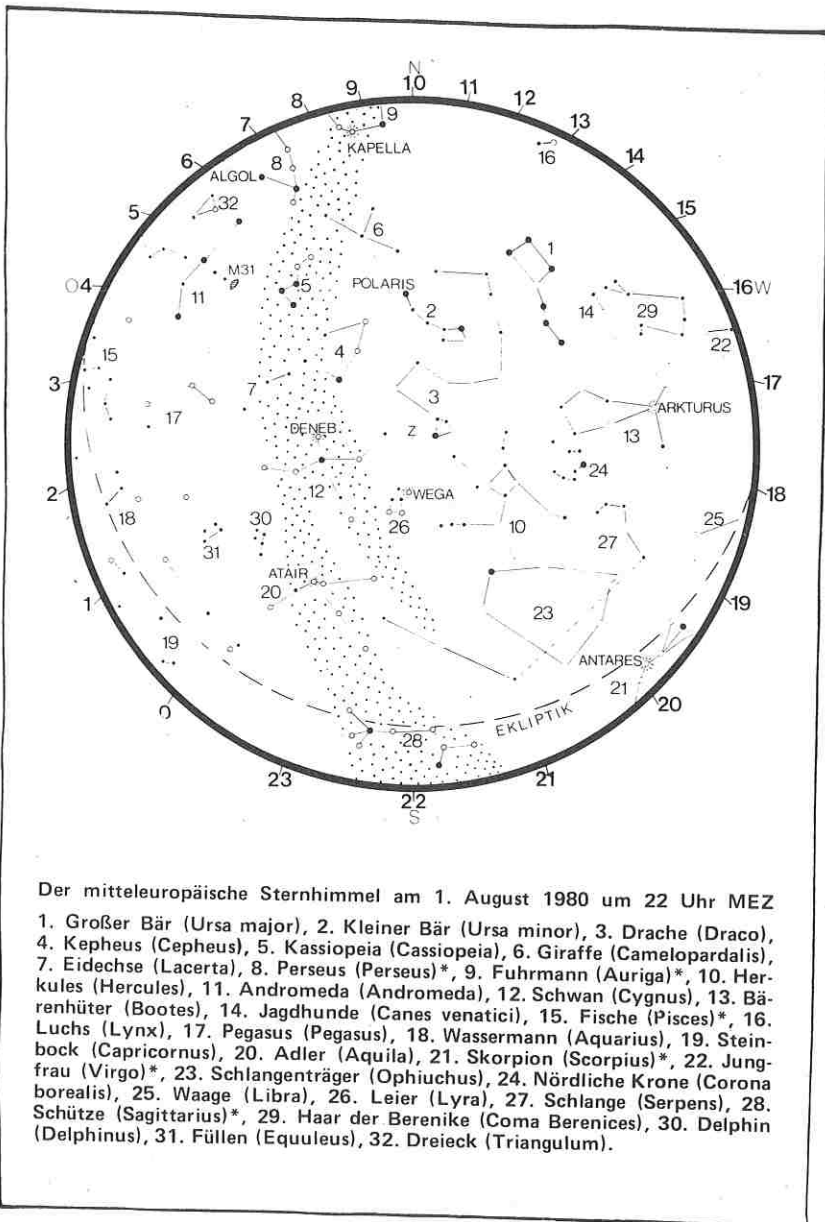 N
10
9
11
8
12
9
7
13
KAPELLA
16
8
14
6
ALGOL
32
5
15
6
1
M31
O4
POLARIS
16W
5
11
2
14
29
22
4
15
3
7
3
17
17
ARKTURUS
DENEB
Z
13
24
2
12
WEGA
18
18
26
25
30
10
31
27
ATAIR
1
20
19
23
19
ANTARES
21
0
20
EKLIPTIK
28
23
21
22
S
Der mitteleuropäische Sternhimmel am 1. August 1980 um 22 Uhr MEZ
1. Großer Bär (Ursa major), 2. Kleiner Bär (Ursa minor), 3. Drache (Draco),
4. Kepheus (Cepheus), 5. Kassiopeia (Cassiopeia), 6. Giraffe (Camelopardalis),
7. Eidechse (Lacerta), 8. Perseus (Perseus)*, 9. Fuhrmann (Auriga)*, 10. Her-
kules (Hercules), 11. Andromeda (Andromeda), 12. Schwan (Cygnus), 13. Bä-
renhüter (Bootes), 14. Jagdhunde (Canes venatici), 15. Fische (Pisces)*, 16.
Luchs (Lynx), 17. Pegasus (Pegasus), 18. Wassermann (Aquarius), 19. Stein-
bock (Capricornus), 20. Adler (Aquila), 21. Skorpion (Scorpius)*, 22. Jung-
frau (Virgo)*, 23. Schlangenträger (Ophiuchus), 24. Nördliche Krone (Corona
borealis), 25. Waage (Libra), 26. Leier (Lyra), 27. Schlange (Serpens), 28.
Schütze (Sagittarius)*, 29. Haar der Berenike (Coma Berenices), 30. Delphin
(Delphinus), 31. Füllen (Equuleus), 32. Dreieck (Triangulum).